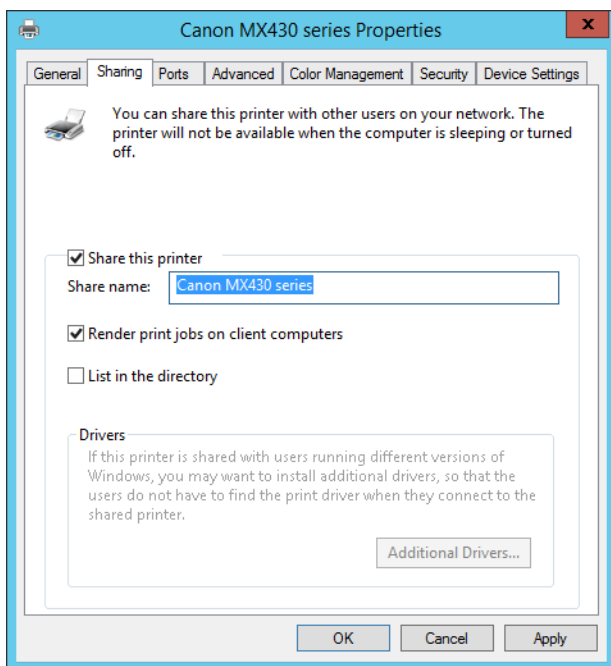 Canon MX430 series Properties
x
General Sharing Ports Advanced Color Management Security Device Settings
You can share this printer with other users on your network. The
printer will not be available when the computer is sleeping or turned
off.
Share this printer
Share name: Canon MX430 series
Render print jobs on client computers
List in the directory
Drivers
If this printer is shared with users running different versions of
Windows, you may want to install additional drivers, so that the
users do not have to find the print driver when they connect to the
shared printer.
Additional Drivers...
OK Cancel Apply